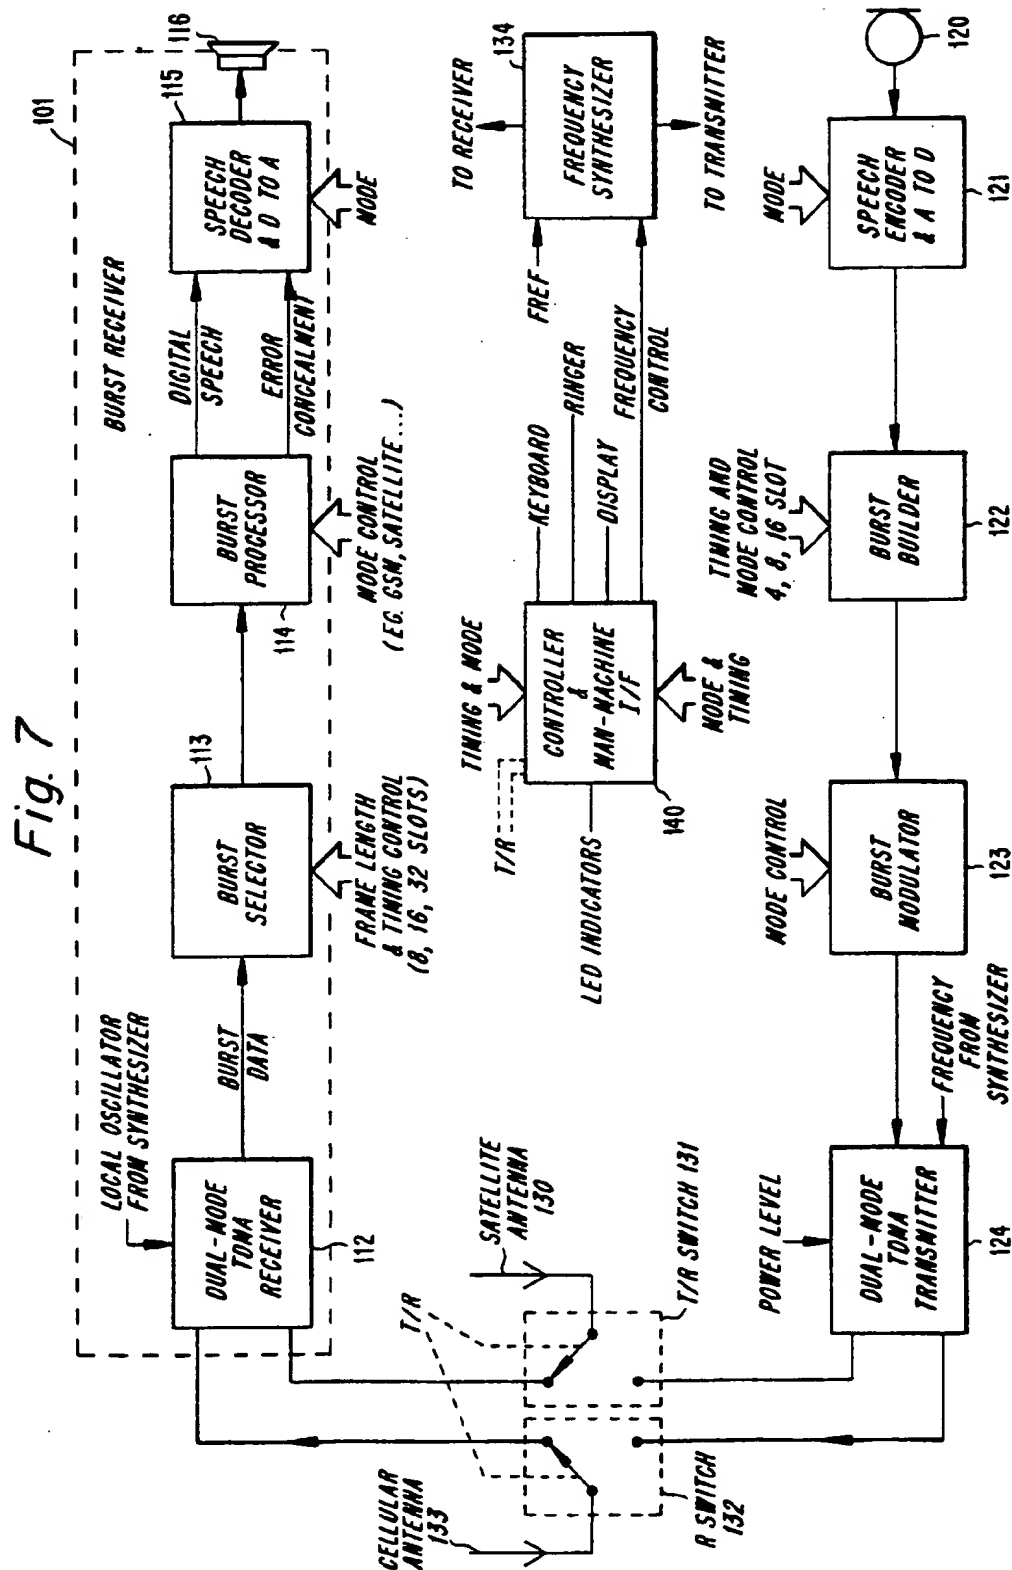 Fig. 7
101
BURST RECEIVER
LOCAL OSCILLATOR
FROM SYNTHESIZER
DUAL-MODE
TDMA
RECEIVER
112
BURST
DATA
BURST
SELECTOR
113
FRAME LENGTH
& TIMING CONTROL
(8, 16, 32 SLOTS)
BURST
PROCESSOR
114
MODE CONTROL
(EG. GSM, SATELLITE...)
DIGITAL
SPEECH
ERROR
CONCEALMENT
SPEECH
DECODER
& D TO A
115
MODE
116
CELLULAR
ANTENNA
133
T/R
SATELLITE
ANTENNA
130
T/R SWITCH 131
R SWITCH
132
T/R
LED INDICATORS
TIMING & MODE
CONTROLLER
&
MAN-MACHINE
I/F
140
MODE &
TIMING
KEYBOARD
RINGER
DISPLAY
FREQUENCY
CONTROL
FREF
TO RECEIVER
FREQUENCY
SYNTHESIZER
134
TO TRANSMITTER
POWER LEVEL
DUAL-MODE
TDMA
TRANSMITTER
124
FREQUENCY
FROM
SYNTHESIZER
MODE CONTROL
BURST
MODULATOR
123
TIMING AND
MODE CONTROL
4, 8, 16 SLOT
BURST
BUILDER
122
MODE
SPEECH
ENCODER
& A TO D
121
120